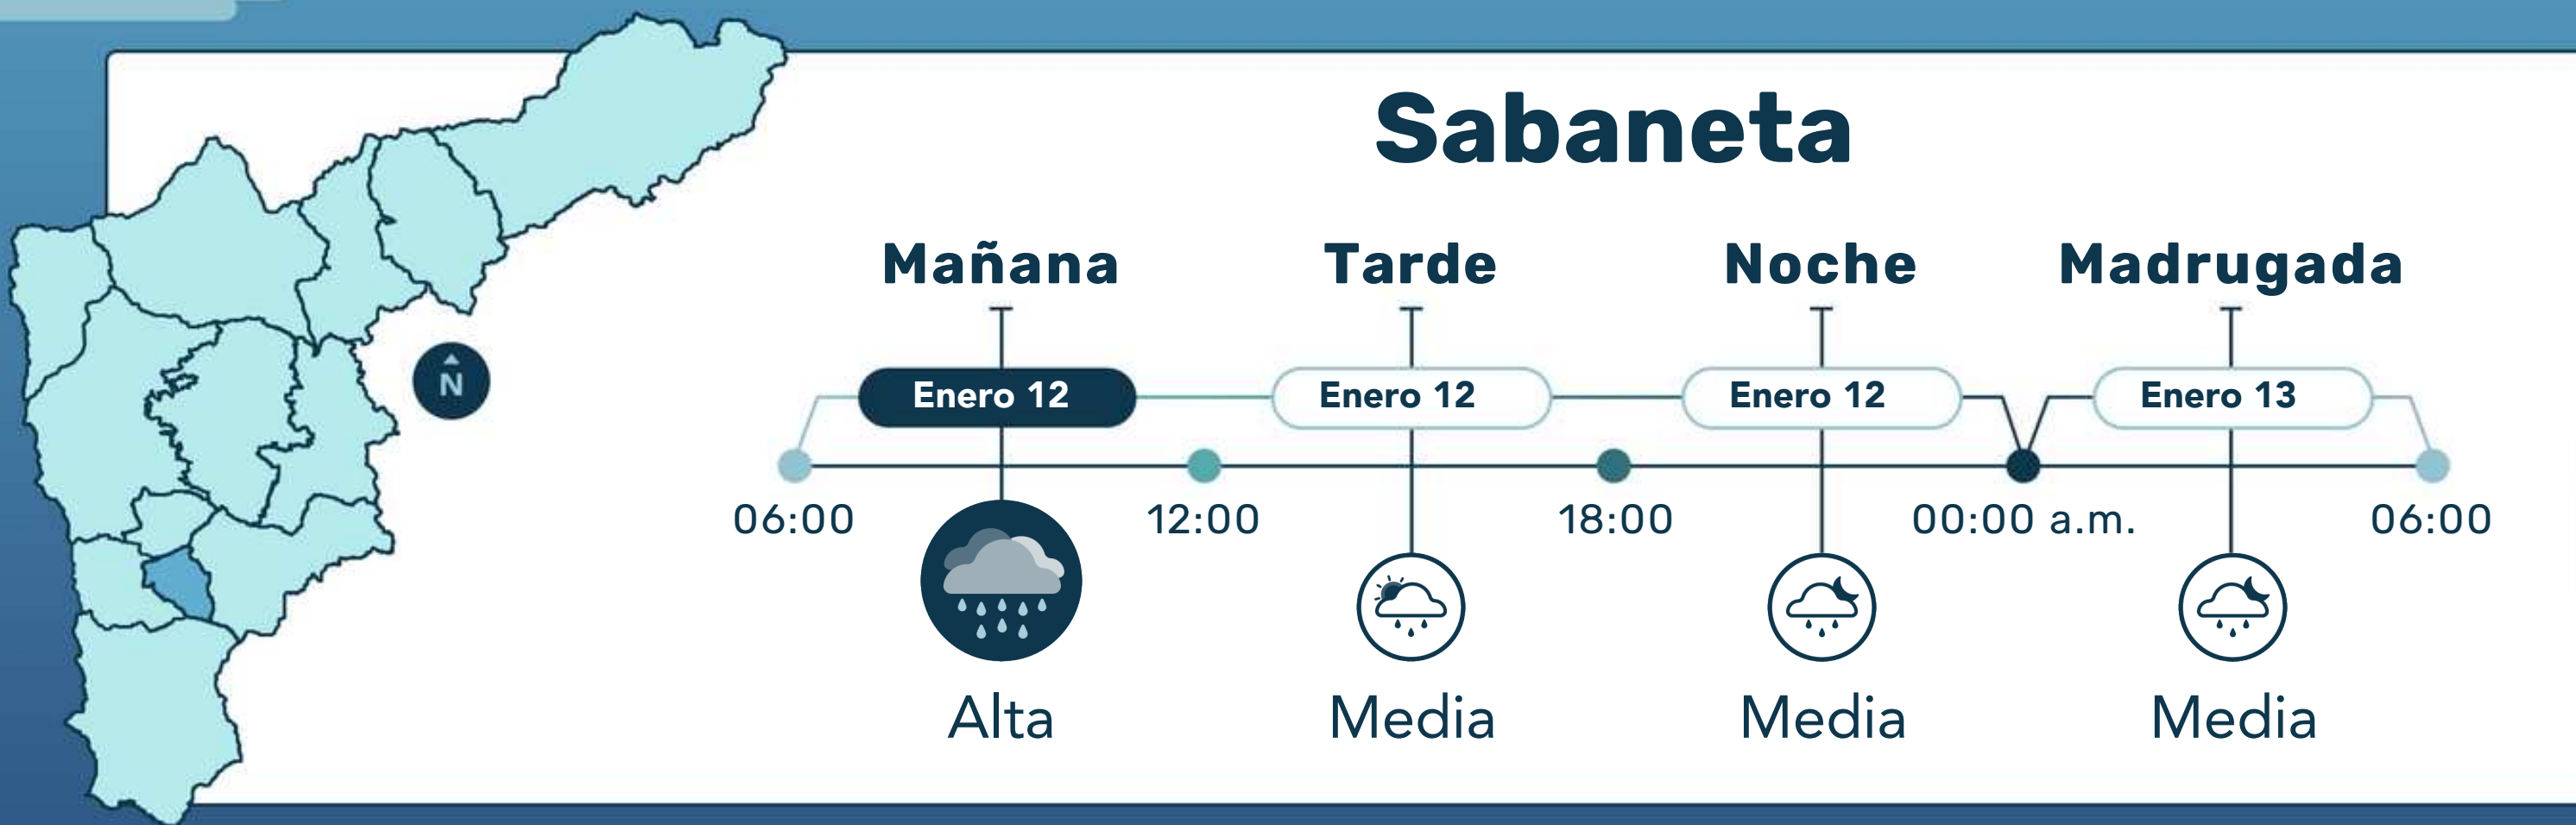 Sabaneta
Mañana Tarde Noche Madrugada
N
Enero 12 Enero 12 Enero 12 Enero 13
06:00 12:00 18:00 00:00 a.m. 06:00
Alta Media Media Media